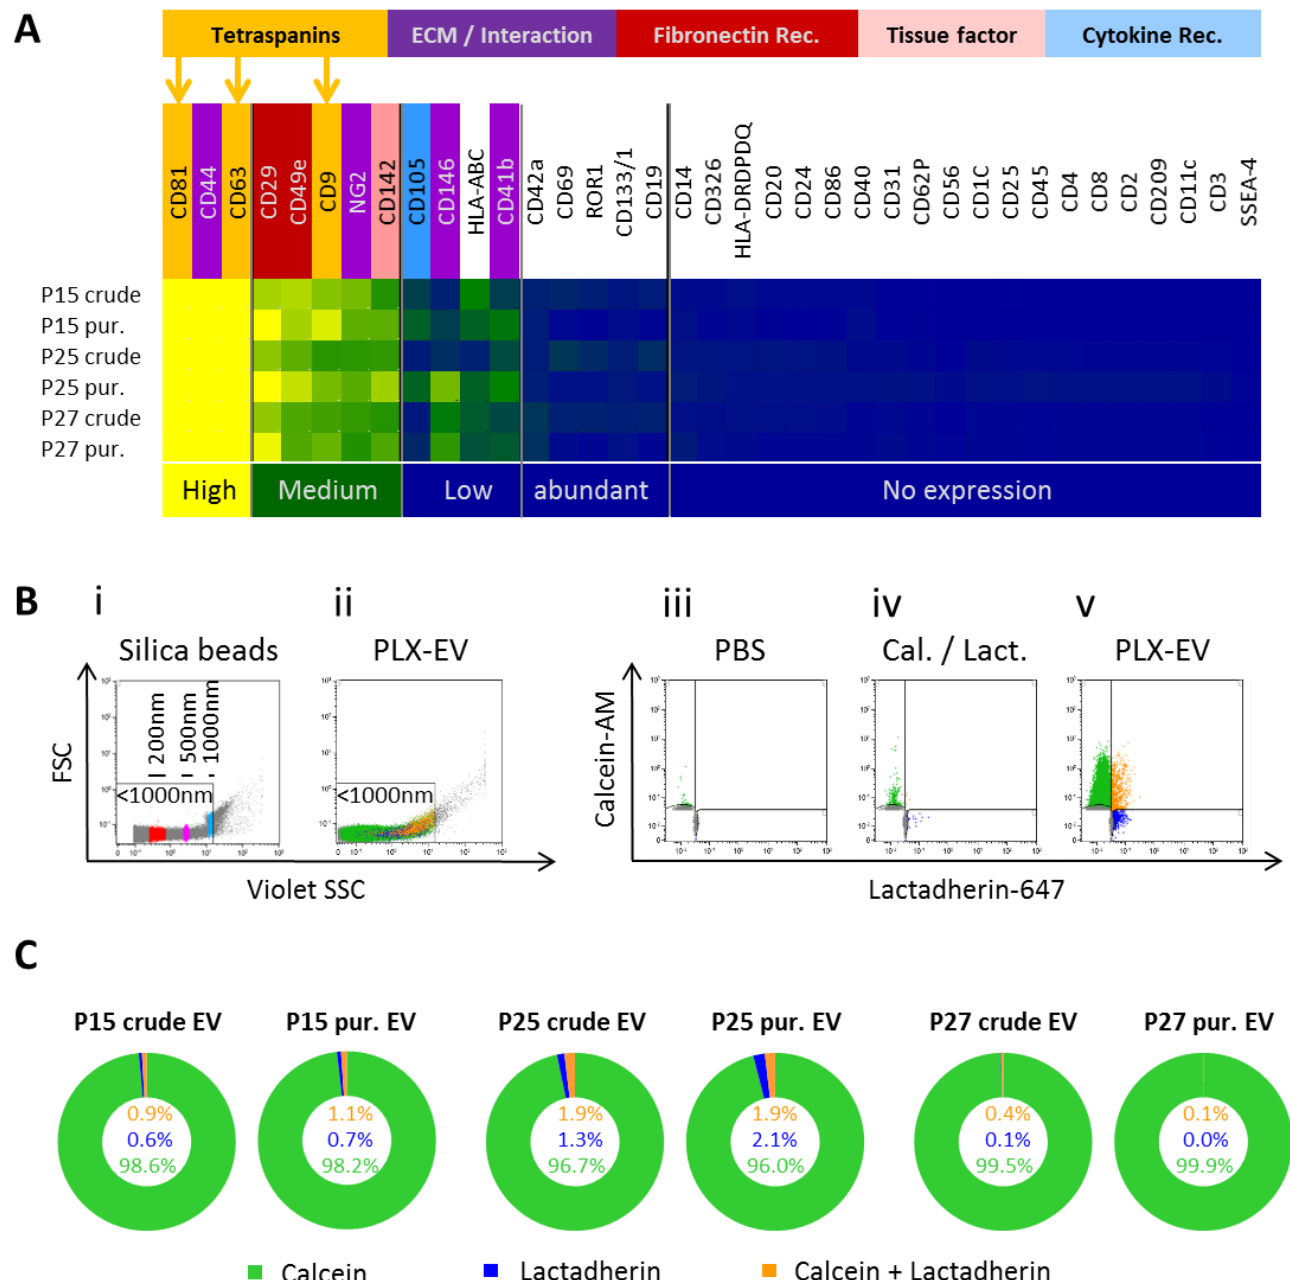 A
Tetraspanins ECM / Interaction Fibronectin Rec. Tissue factor Cytokine Rec.
CD81 CD44 CD63 CD29 CD49e CD9 NG2 CD142 CD105 CD146 HLA-ABC CD41b CD42a CD69 ROR1 CD133/1 CD19 CD14 CD326 HLA-DRDPDQ CD20 CD24 CD86 CD40 CD31 CD62P CD56 CD1C CD25 CD45 CD4 CD8 CD2 CD209 CD11c CD3 SSEA-4
P15 crude
P15 pur.
P25 crude
P25 pur.
P27 crude
P27 pur.
High Medium Low abundant No expression
B i ii iii iv v
Silica beads PLX-EV PBS Cal. / Lact. PLX-EV
200nm 500nm 1000nm
<1000nm <1000nm
FSC
Calcein-AM
Violet SSC Lactadherin-647
C
P15 crude EV P15 pur. EV P25 crude EV P25 pur. EV P27 crude EV P27 pur. EV
0.9% 1.1% 1.9% 1.9% 0.4% 0.1%
0.6% 0.7% 1.3% 2.1% 0.1% 0.0%
98.6% 98.2% 96.7% 96.0% 99.5% 99.9%
Calcein Lactadherin Calcein + Lactadherin